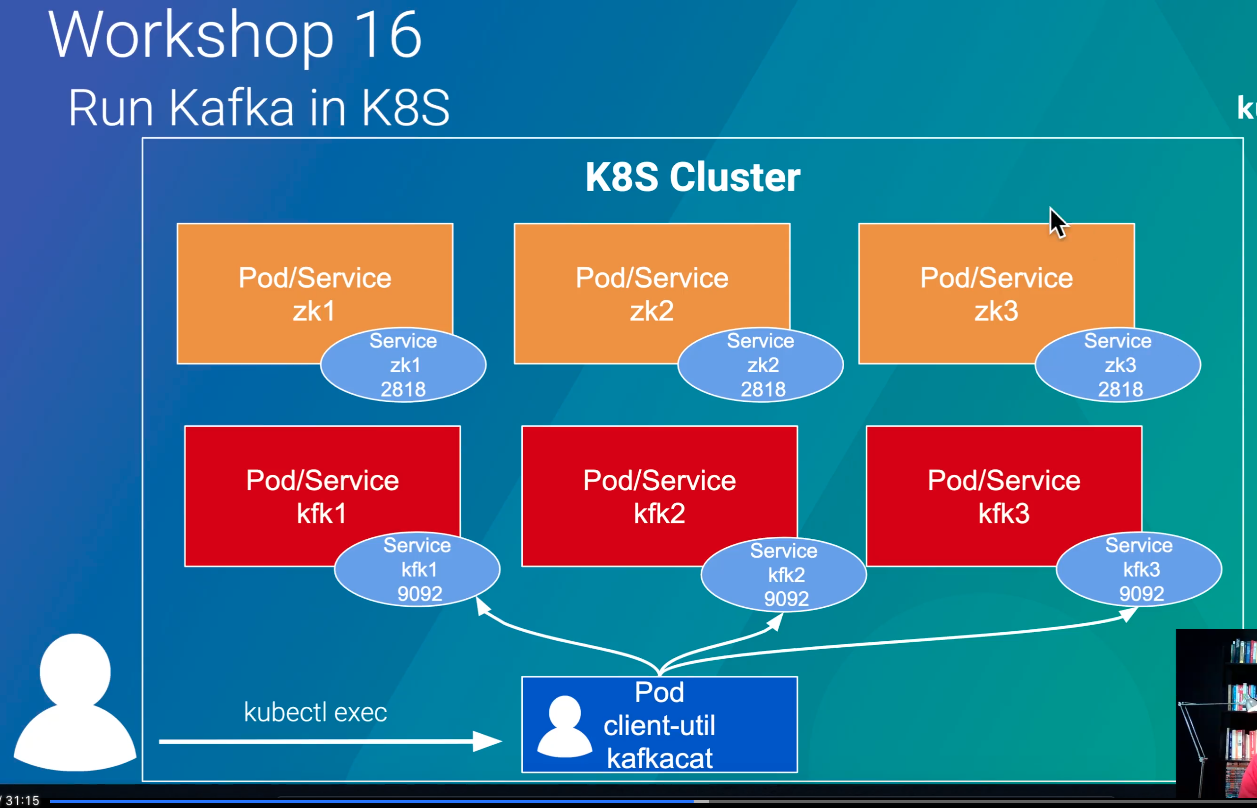 Workshop 16
Run Kafka in K8S
K8S Cluster
Pod/Service
zk1
Service
zk1
2818
Pod/Service
zk2
Service
zk2
2818
Pod/Service
zk3
Service
zk3
2818
Pod/Service
kfk1
Service
kfk1
9092
Pod/Service
kfk2
Service
kfk2
9092
Pod/Service
kfk3
Service
kfk3
9092
kubectl exec
Pod
client-util
kafkacat
/ 31:15